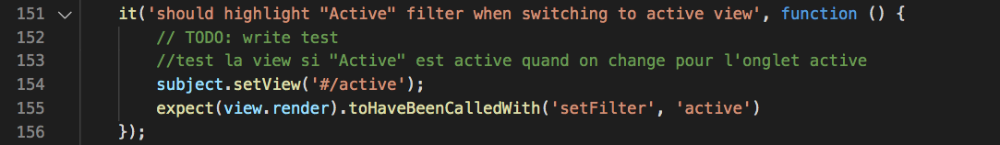 151 it('should highlight "Active" filter when switching to active view', function () {
152 // TODO: write test
153 //test la view si "Active" est active quand on change pour l'onglet active
154 subject.setView('#/active');
155 expect(view.render).toHaveBeenCalledWith('setFilter', 'active')
156 });